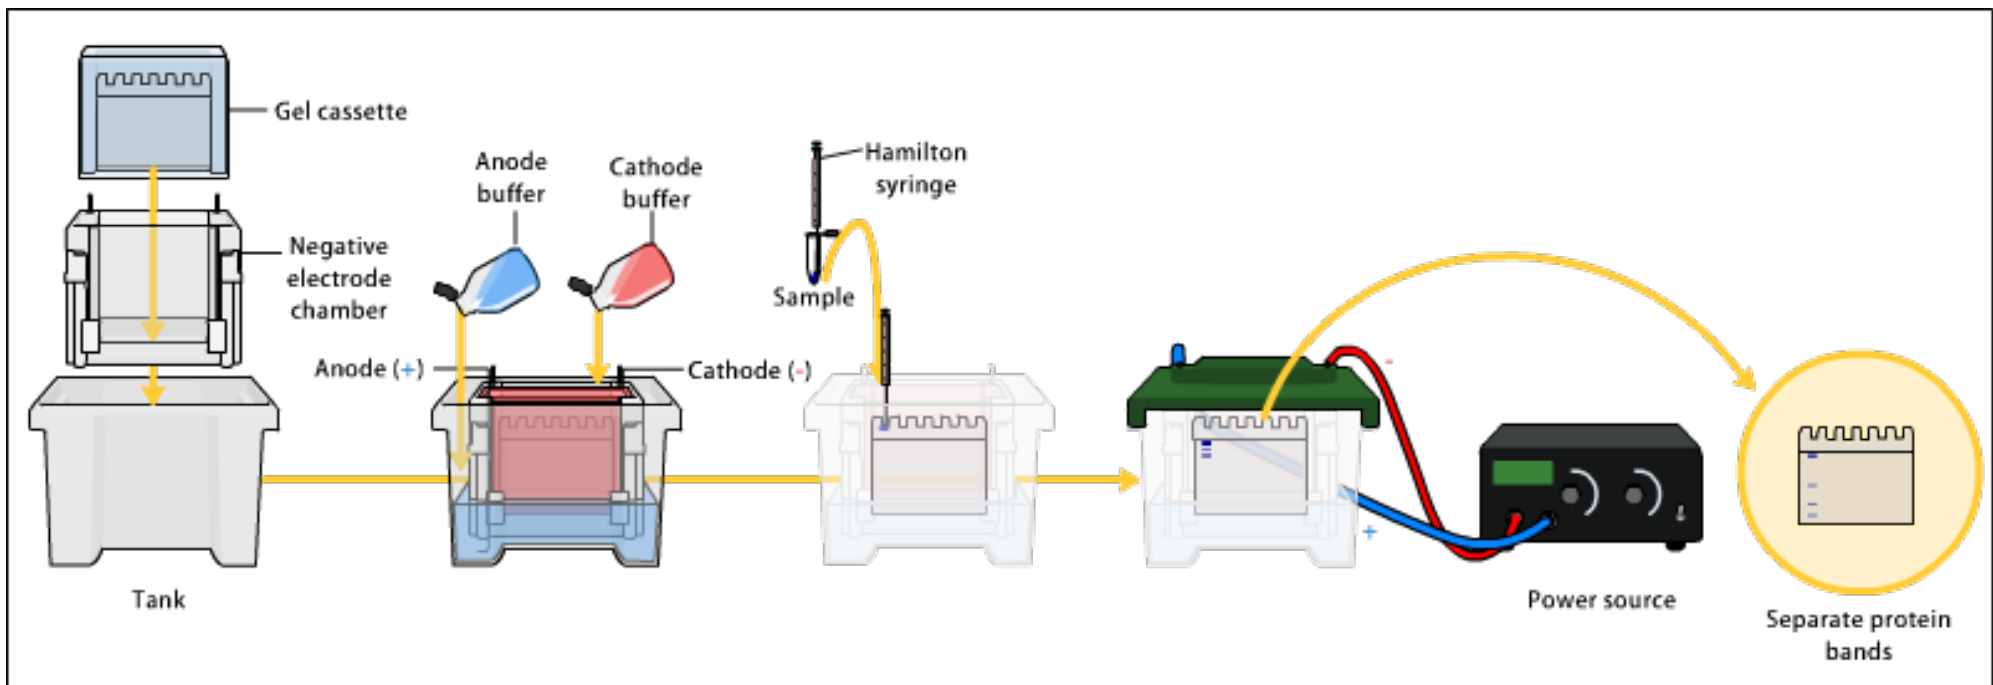 Gel cassette
Negative
electrode
chamber
Tank
Anode
buffer
Cathode
buffer
Anode (+)
Cathode (-)
Hamilton
syringe
Sample
-
+
Power source
Separate protein
bands